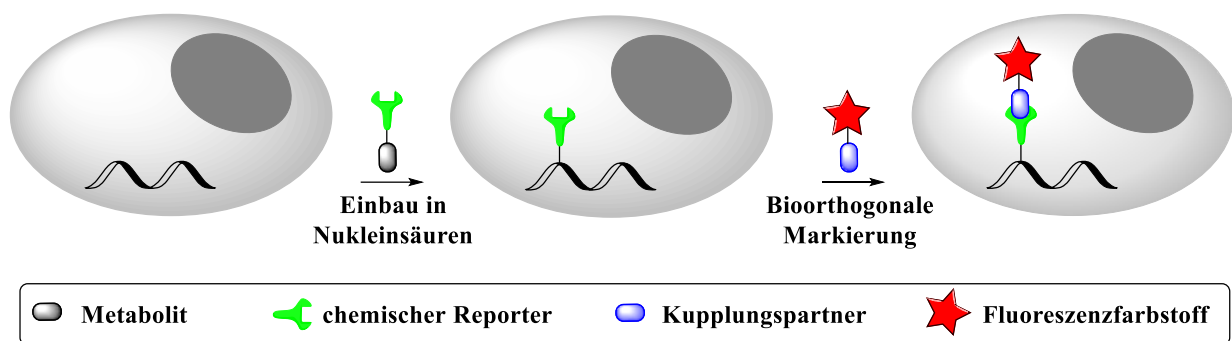 Einbau in
Nukleinsäuren
Bioorthogonale
Markierung
Metabolit
chemischer Reporter
Kupplungspartner
Fluoreszenzfarbstoff